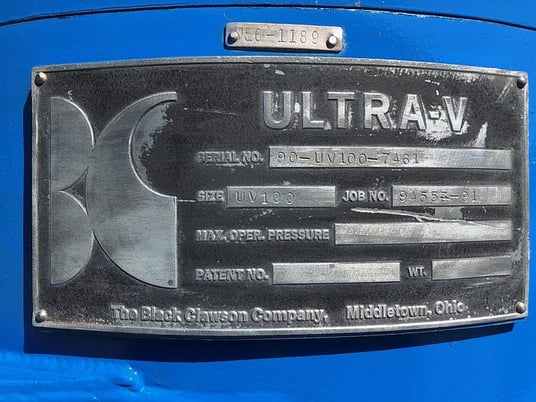 56-1189
ULTRA-V
SERIAL NO. 90-UV100-7461
SIZE UV100 JOB NO.
MAX. OPER. PRESSURE
PATENT NO. WT.
The Black Clawson Company, Middletown, Ohio